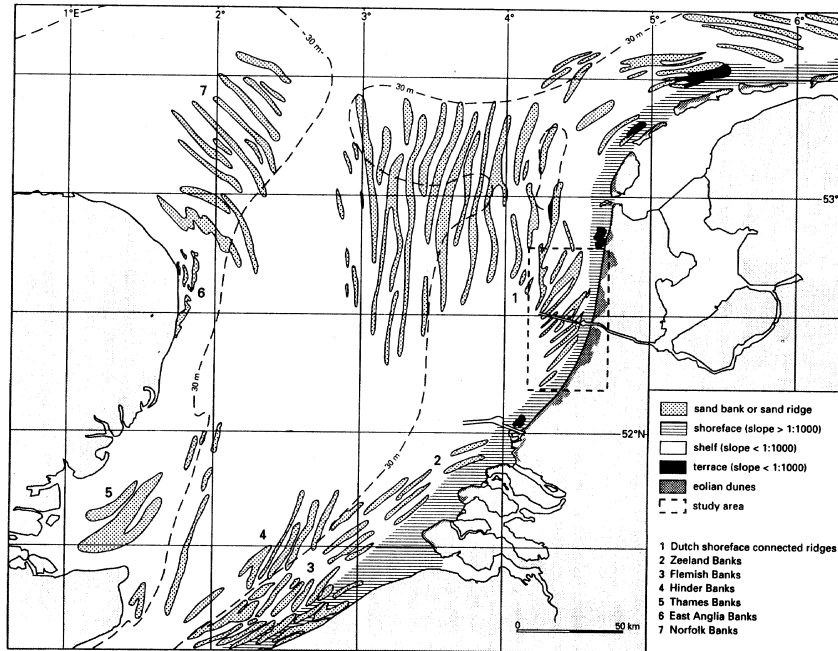 1°E 2° 3° 4° 5° 6°
30 m
30 m
7
53°
6
1
30 m
52°N
2
30 m
5
4
3
0 50 km
sand bank or sand ridge
shoreface (slope > 1:1000)
shelf (slope < 1:1000)
terrace (slope < 1:1000)
eolian dunes
study area
1 Dutch shoreface connected ridges
2 Zeeland Banks
3 Flemish Banks
4 Hinder Banks
5 Thames Banks
6 East Anglia Banks
7 Norfolk Banks